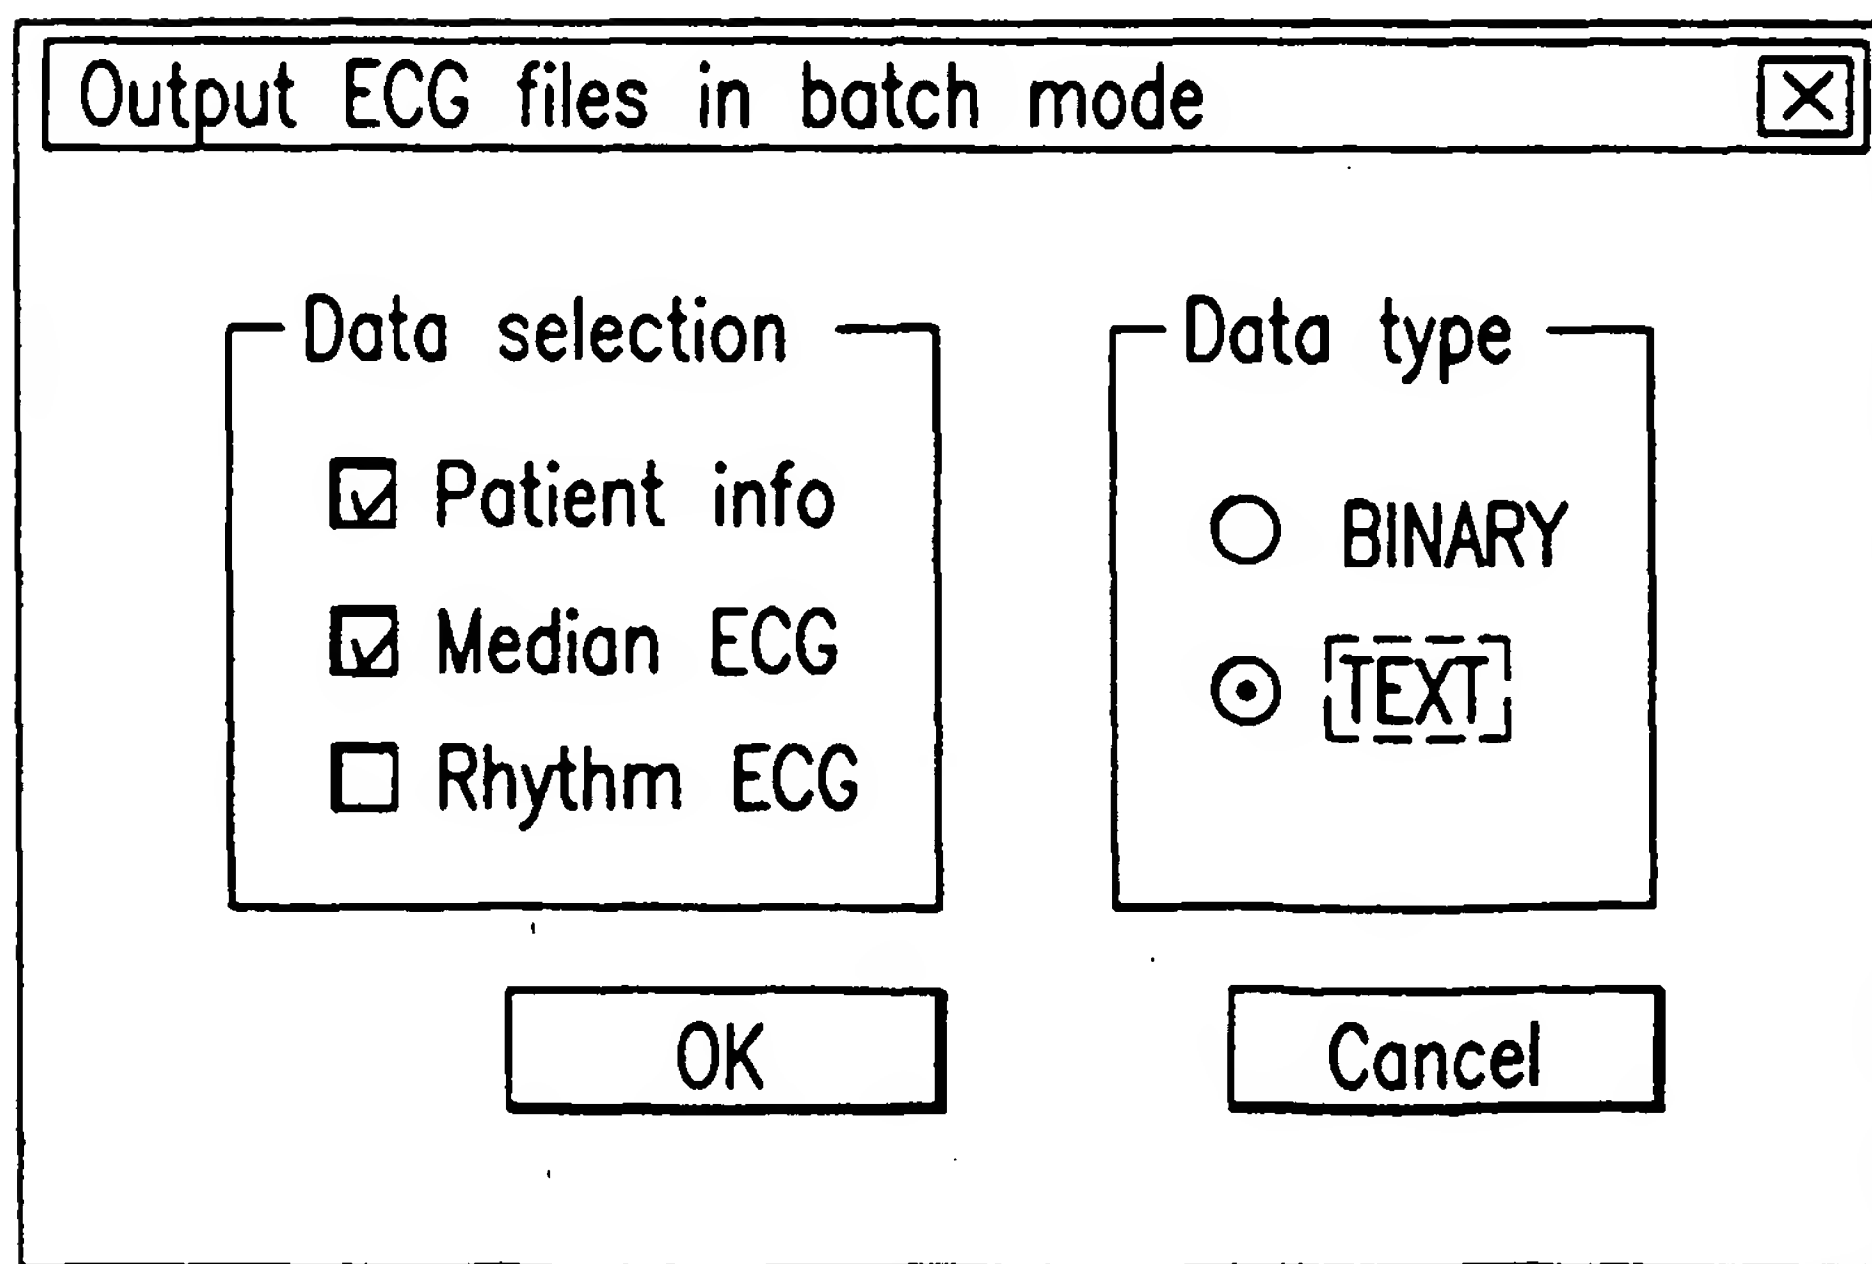 Output ECG files in batch mode
Data selection
Patient info
Median ECG
Rhythm ECG
Data type
BINARY
TEXT
OK
Cancel